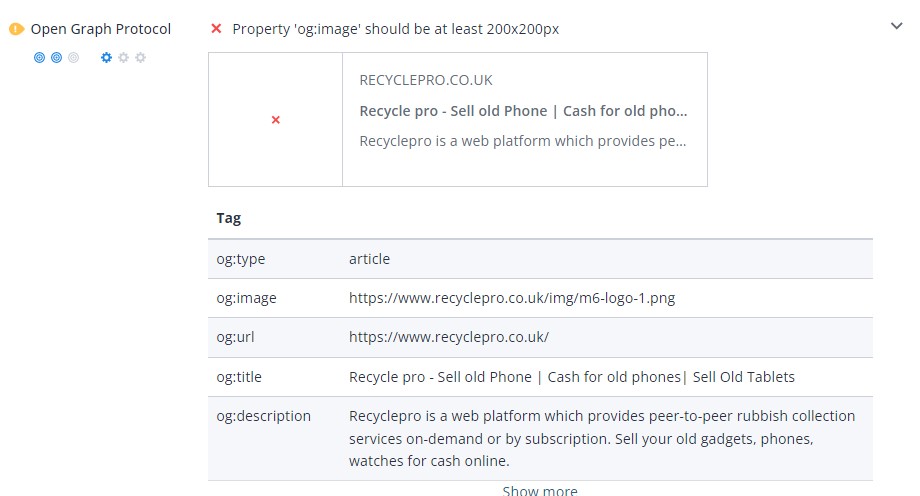 Open Graph Protocol
Property 'og:image' should be at least 200x200px
RECYCLEPRO.CO.UK
Recycle pro - Sell old Phone | Cash for old pho...
Recyclepro is a web platform which provides pe...
Tag
og:type article
og:image https://www.recyclepro.co.uk/img/m6-logo-1.png
og:url https://www.recyclepro.co.uk/
og:title Recycle pro - Sell old Phone | Cash for old phones| Sell Old Tablets
og:description Recyclepro is a web platform which provides peer-to-peer rubbish collection
services on-demand or by subscription. Sell your old gadgets, phones,
watches for cash online.
Show more